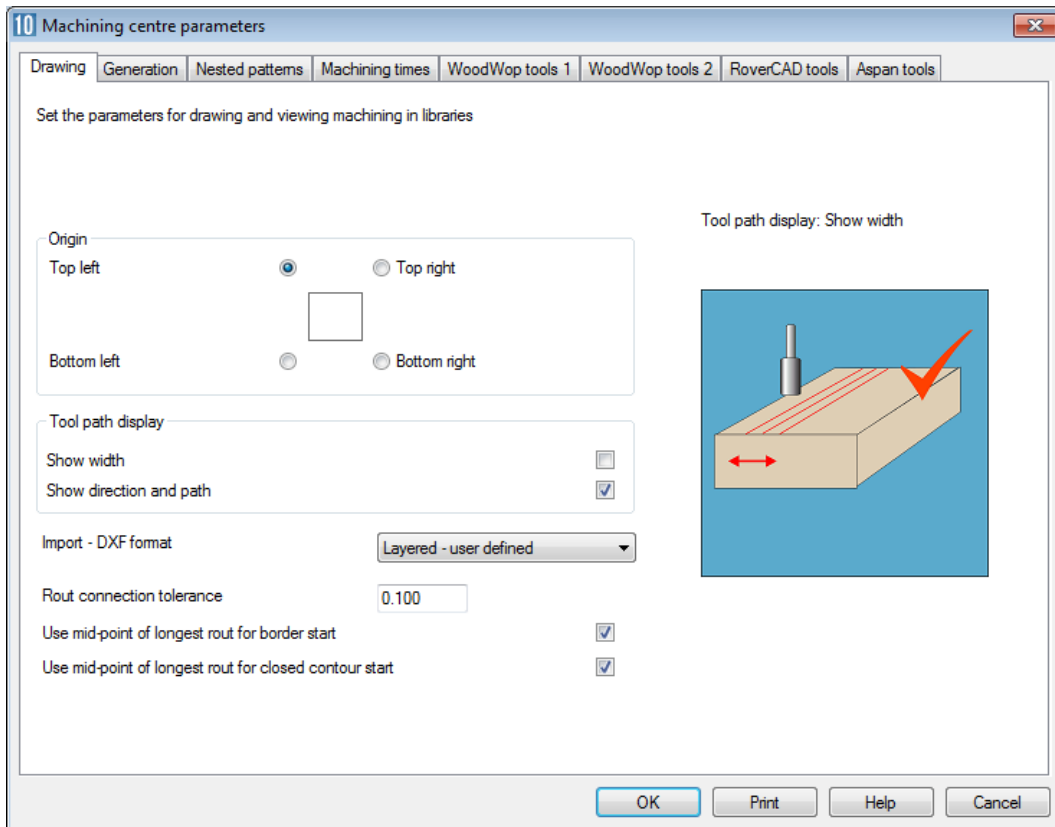 10 Machining centre parameters
Drawing Generation Nested patterns Machining times WoodWop tools 1 WoodWop tools 2 RoverCAD tools Aspan tools
Set the parameters for drawing and viewing machining in libraries
Tool path display: Show width
Origin
Top left Top right
Bottom left Bottom right
Tool path display
Show width
Show direction and path
Import - DXF format Layered - user defined
Rout connection tolerance 0.100
Use mid-point of longest rout for border start
Use mid-point of longest rout for closed contour start
OK Print Help Cancel